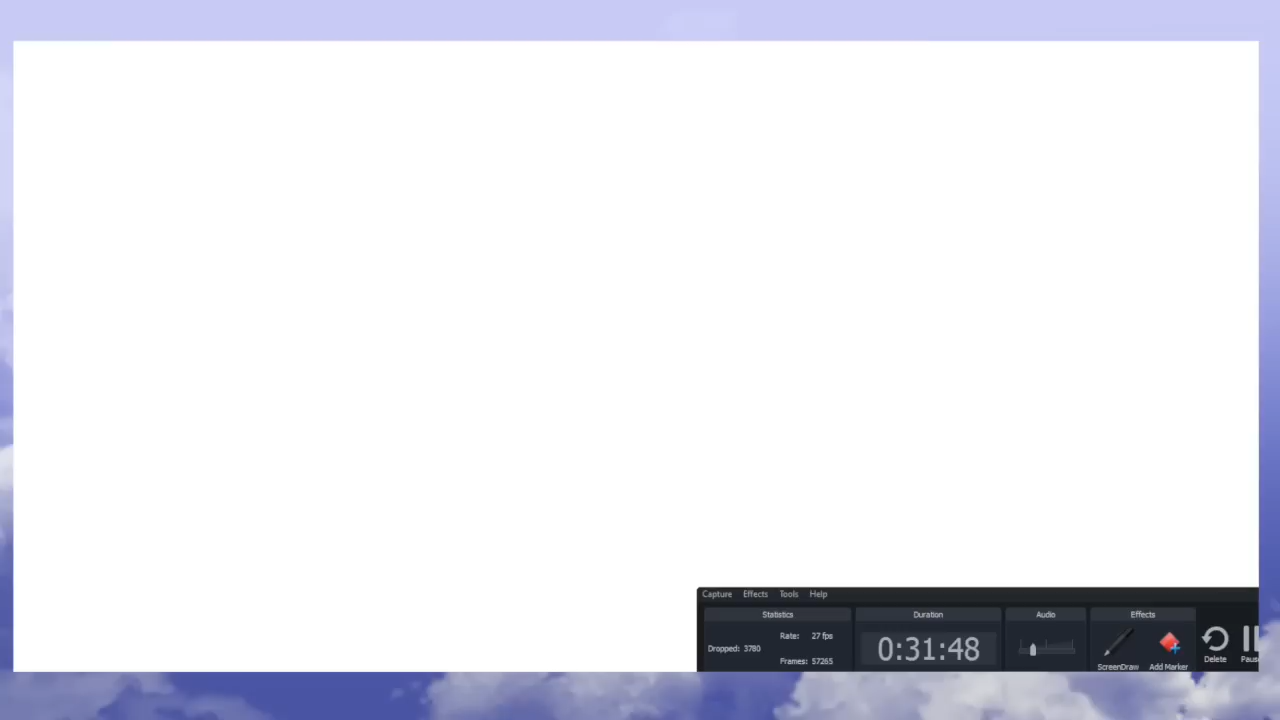 Capture Effects Tools Help
Statistics Duration Audio Effects
Rate: 27 fps
Dropped: 3780
Frames: 57265
0:31:48
ScreenDraw Add Marker Delete Paus